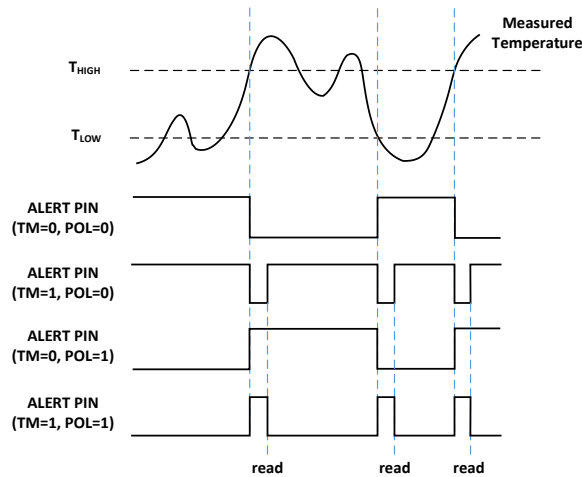 Measured
Temperature
THIGH
TLOW
ALERT PIN
(TM=0, POL=0)
ALERT PIN
(TM=1, POL=0)
ALERT PIN
(TM=0, POL=1)
ALERT PIN
(TM=1, POL=1)
read read read